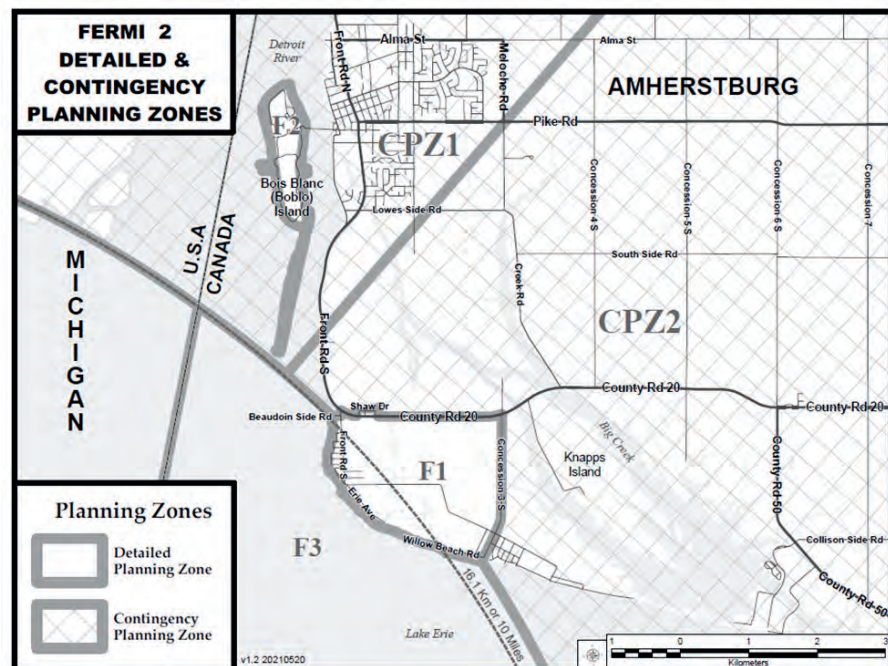 FERMI 2
DETAILED &
CONTINGENCY
PLANNING ZONES
Detroit
River
Front Rd N
Alma St
Meloche Rd
Alma St
AMHERSTBURG
F2
CPZ1
Pike Rd
Bois Blanc
(Boblo)
Island
Lowes Side Rd
Concession 4 S
Concession 5 S
Concession 6 S
Concession 7
U.S.A
CANADA
MICHIGAN
South Side Rd
Creek Rd
CPZ2
Front Rd S
Shaw Dr
Beaudoin Side Rd
County Rd 20
County Rd 20
County Rd 20
Front Rd S
F1
Concession 3 S
Knapps
Island
Big Creek
County Rd 50
Erie Ave
F3
Willow Beach Rd
Collison Side Rd
County Rd 50
16.1 Km or 10 Miles
Lake Erie
Planning Zones
Detailed
Planning Zone
Contingency
Planning Zone
v1.2 20210520
1 0 1 2 3
Kilometers